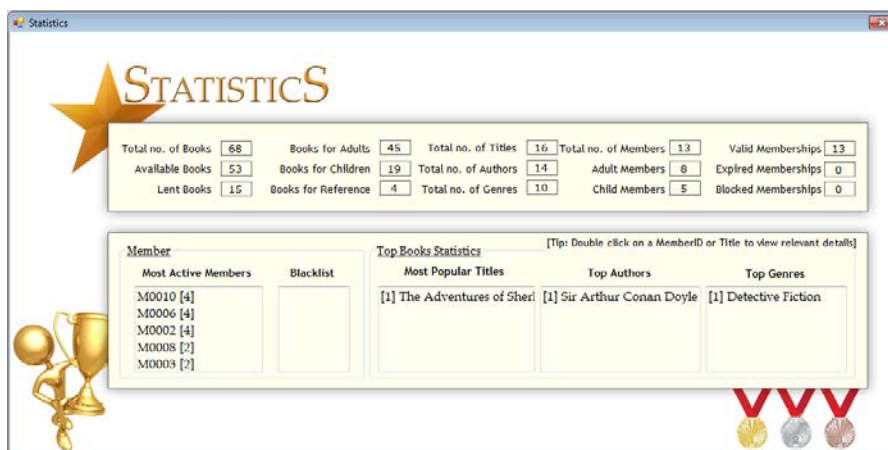 Statistics
STATISTICS
Total no. of Books 68 Books for Adults 45 Total no. of Titles 16 Total no. of Members 13 Valid Memberships 13
Available Books 53 Books for Children 19 Total no. of Authors 14 Adult Members 8 Expired Memberships 0
Lent Books 15 Books for Reference 4 Total no. of Genres 10 Child Members 5 Blocked Memberships 0
[Tip: Double click on a MemberID or Title to view relevant details]
Member Top Books Statistics
Most Active Members Blacklist Most Popular Titles Top Authors Top Genres
M0010 [4] [1] The Adventures of Sherl [1] Sir Arthur Conan Doyle [1] Detective Fiction
M0006 [4]
M0002 [4]
M0008 [2]
M0003 [2]